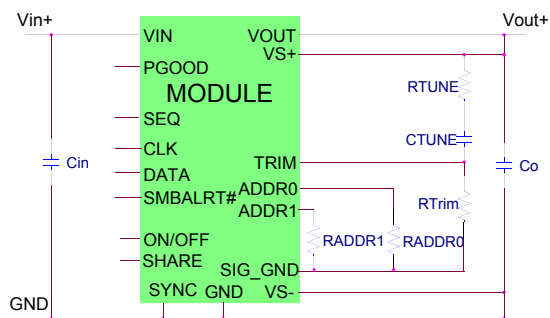 Vin+
Vout+
VIN
VOUT
VS+
PGOOD
RTUNE
MODULE
SEQ
CTUNE
CLK
TRIM
Cin
Co
DATA
ADDR0
SMBALRT#
ADDR1
RTrim
ON/OFF
RADDR1
RADDR0
SHARE
SIG_GND
SYNC
GND
VS-
GND